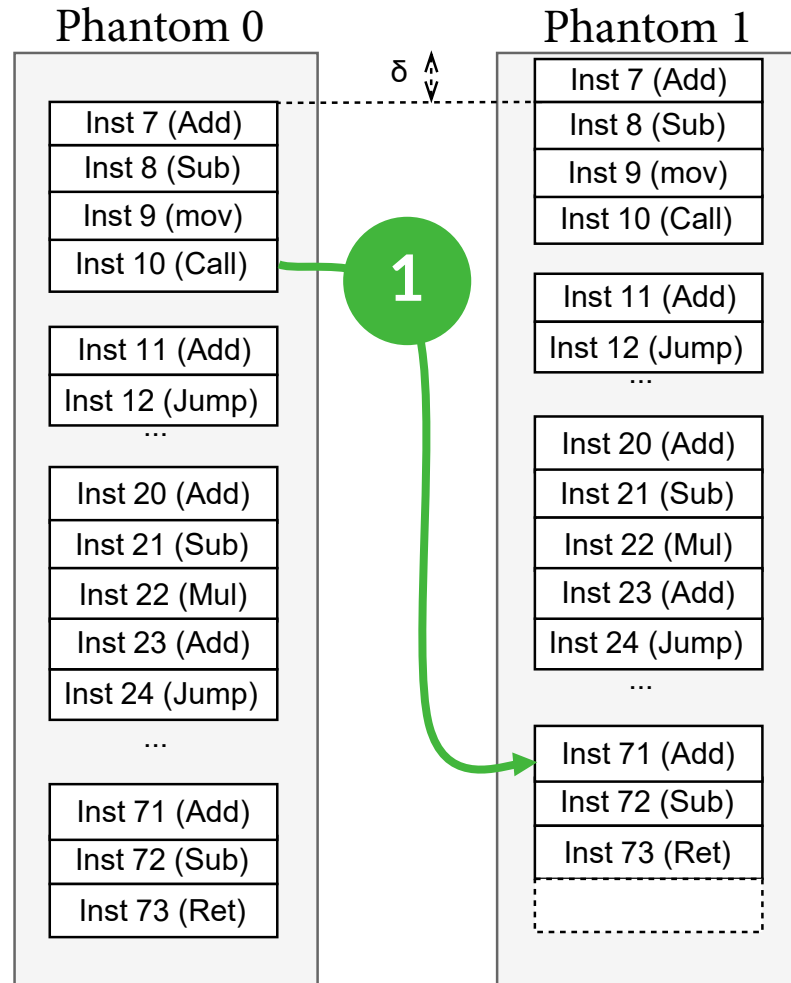 Phantom 0
Inst 7 (Add)
Inst 8 (Sub)
Inst 9 (mov)
Inst 10 (Call)
Inst 11 (Add)
Inst 12 (Jump)
...
Inst 20 (Add)
Inst 21 (Sub)
Inst 22 (Mul)
Inst 23 (Add)
Inst 24 (Jump)
...
Inst 71 (Add)
Inst 72 (Sub)
Inst 73 (Ret)
δ
1
Phantom 1
Inst 7 (Add)
Inst 8 (Sub)
Inst 9 (mov)
Inst 10 (Call)
Inst 11 (Add)
Inst 12 (Jump)
...
Inst 20 (Add)
Inst 21 (Sub)
Inst 22 (Mul)
Inst 23 (Add)
Inst 24 (Jump)
...
Inst 71 (Add)
Inst 72 (Sub)
Inst 73 (Ret)